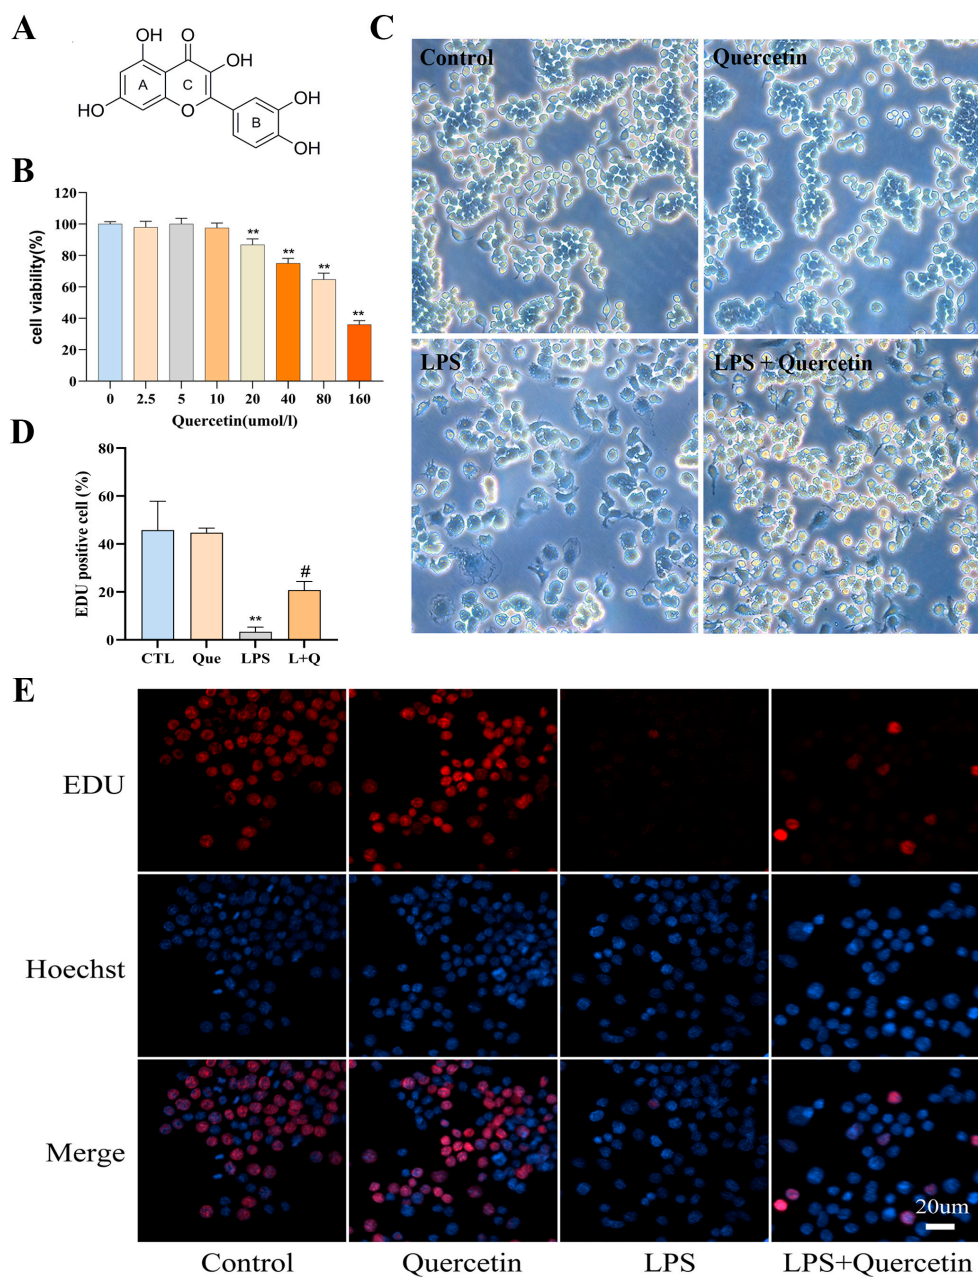 A
OH
O
OH
A
C
HO
O
B
OH
OH
B
120
100
80
60
40
20
0
cell viability(%)
**
**
**
**
0 2.5 5 10 20 40 80 160
Quercetin(umol/l)
C
Control
Quercetin
LPS
LPS + Quercetin
D
80
60
40
20
0
EDU positive cell (%)
**
#
CTL Que LPS L+Q
E
EDU
Hoechst
Merge
20um
Control Quercetin LPS LPS+Quercetin